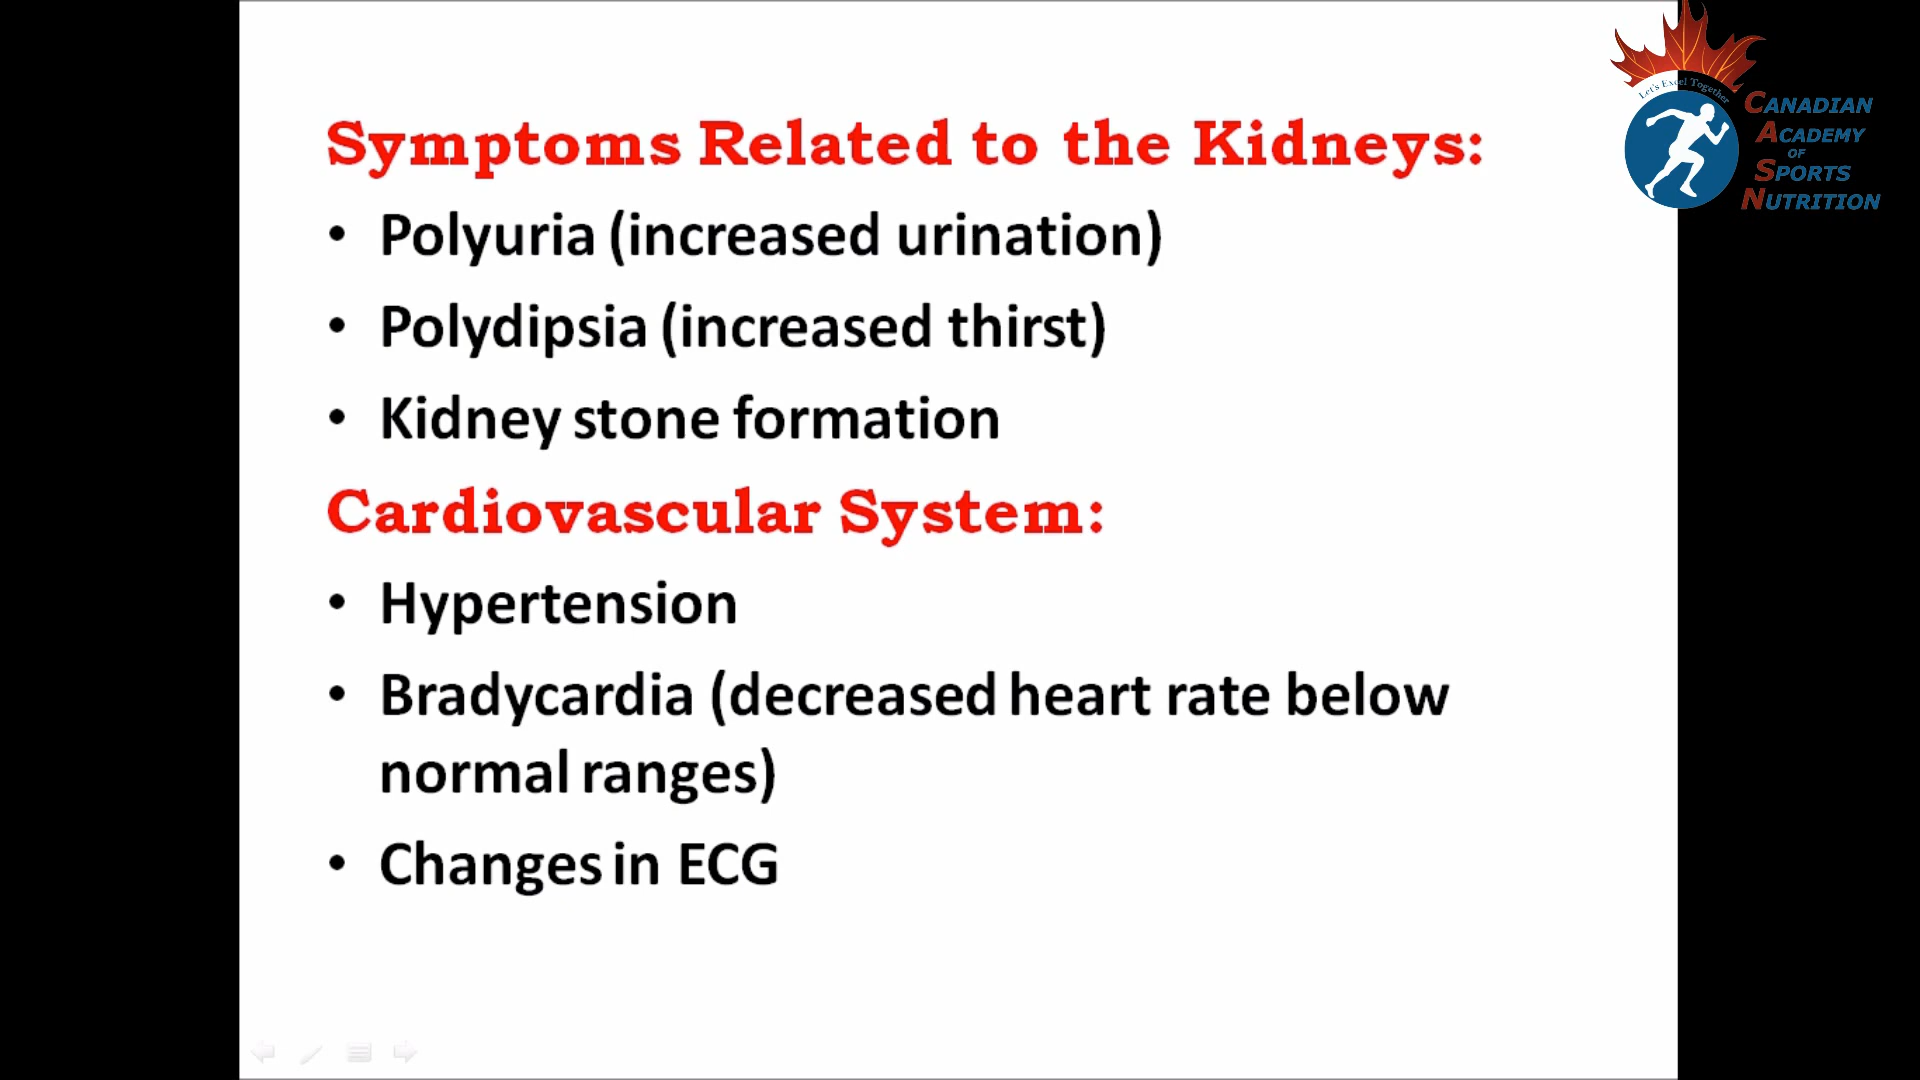 Symptoms Related to the Kidneys:
• Polyuria (increased urination)
• Polydipsia (increased thirst)
• Kidney stone formation
Cardiovascular System:
• Hypertension
• Bradycardia (decreased heart rate below
normal ranges)
• Changes in ECG
Let's Excel Together
CANADIAN
ACADEMY
OF
SPORTS
NUTRITION